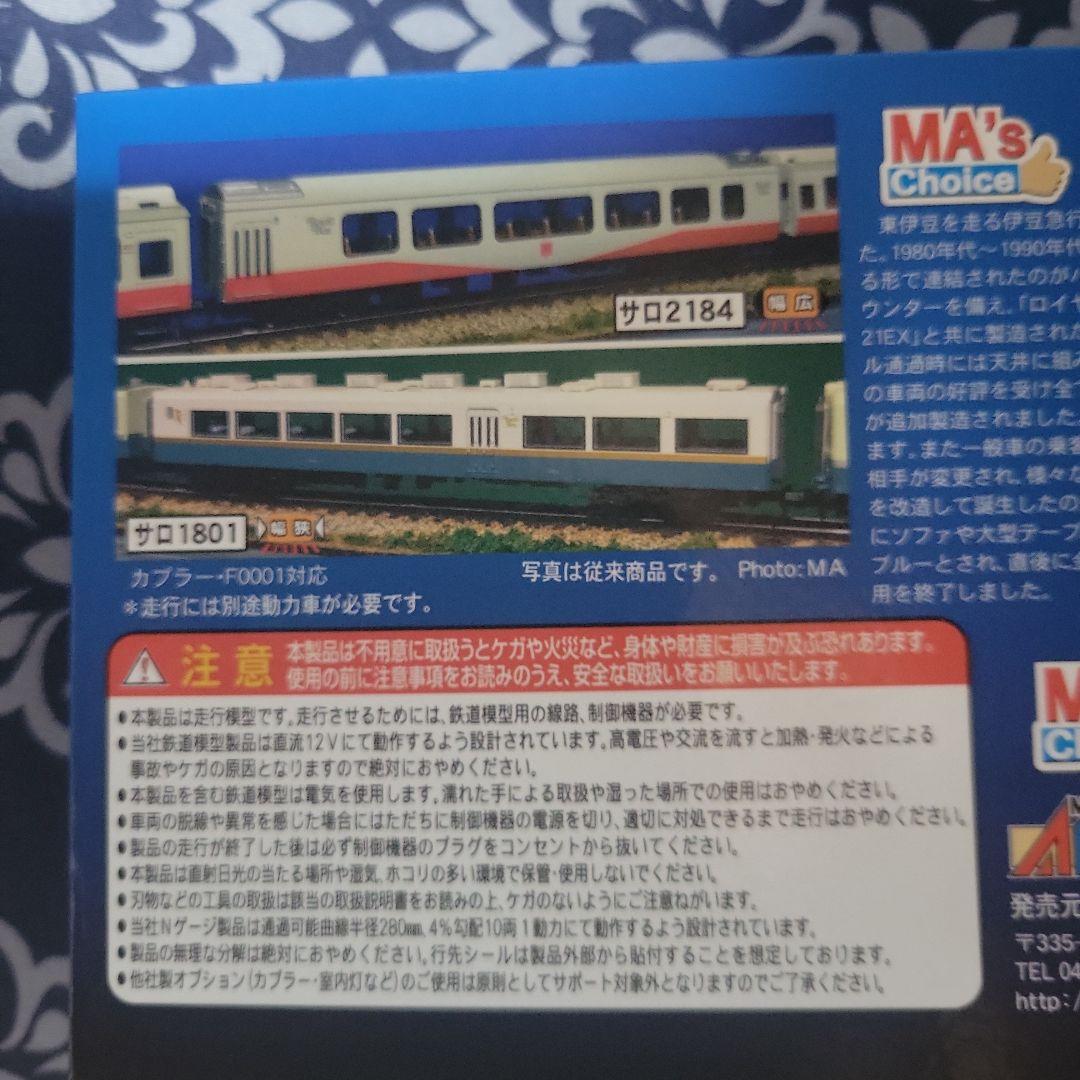 MA's
Choice
東伊豆を走る伊豆急行
た。1980年代～1990年代
る形で連結されたのがハ
ウンターを備え、「ロイヤ
21EX」と共に製造された
ル通過時には天井に組み
の車両の好評を受け全て
が追加製造されました。
ます。また一般車の乗客
相手が変更され、様々な
を改造して誕生したの
にソファや大型テーブ
ブルーとされ、直後に全
用を終了しました。
サロ2184
幅広
サロ1801
幅狭
カプラー・F0001対応
写真は従来商品です。 Photo:MA
＊走行には別途動力車が必要です。
注意
本製品は不用意に取扱うとケガや火災など、身体や財産に損害が及ぶ恐れあります。
使用の前に注意事項をお読みのうえ、安全な取扱いをお願いいたします。
●本製品は走行模型です。走行させるためには、鉄道模型用の線路、制御機器が必要です。
●当社鉄道模型製品は直流12Vにて動作するよう設計されています。高電圧や交流を流すと加熱・発火などによる
事故やケガの原因となりますので絶対におやめください。
●本製品を含む鉄道模型は電気を使用します。濡れた手による取扱や湿った場所での使用はおやめください。
●車両の脱線や異常を感じた場合にはただちに制御機器の電源を切り、適切に対処できるまで走行はおやめください。
●製品の走行が終了した後は必ず制御機器のプラグをコンセントから抜いてください。
●本製品は直射日光の当たる場所や湿気、ホコリの多い環境で保管・使用しないでください。
●刃物などの工具の取扱は該当の取扱説明書をお読みの上、ケガのないようにご注意ねがいます。
●当社Nゲージ製品は通過可能曲線半径280mm、4%勾配10両1動力にて動作するよう設計されています。
●製品の無理な分解は絶対におやめください。行先シールは製品外部から貼付することを想定しております。
●他社製オプション(カプラー・室内灯など)のご使用は原則としてサポート対象外となりますのでご了承ください。
M
C
発売元
〒335-
TEL 04
http:/